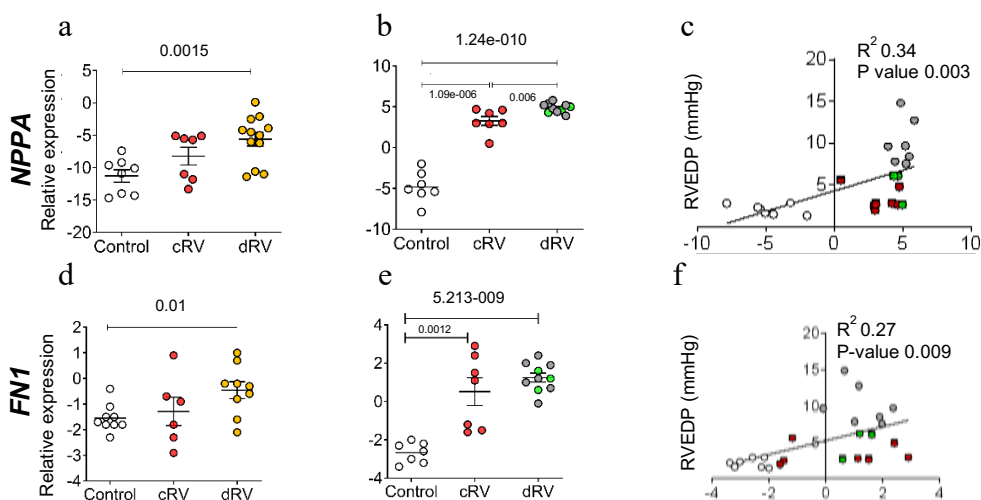 a
0.0015
NPPA
Relative expression
5
0
-5
-10
-15
-20
Control cRV dRV
b
1.24e-010
1.09e-006 0.006
10
5
0
-5
-10
Control cRV dRV
c
R2 0.34
P value 0.003
RVEDP (mmHg)
20
15
10
5
-10 -5 0 5 10
d
0.01
FN1
Relative expression
2
1
0
-1
-2
-3
-4
Control cRV dRV
e
5.213-009
0.0012
4
2
0
-2
-4
Control cRV dRV
f
R2 0.27
P-value 0.009
RVEDP (mmHg)
20
15
10
5
-4 -2 0 2 4